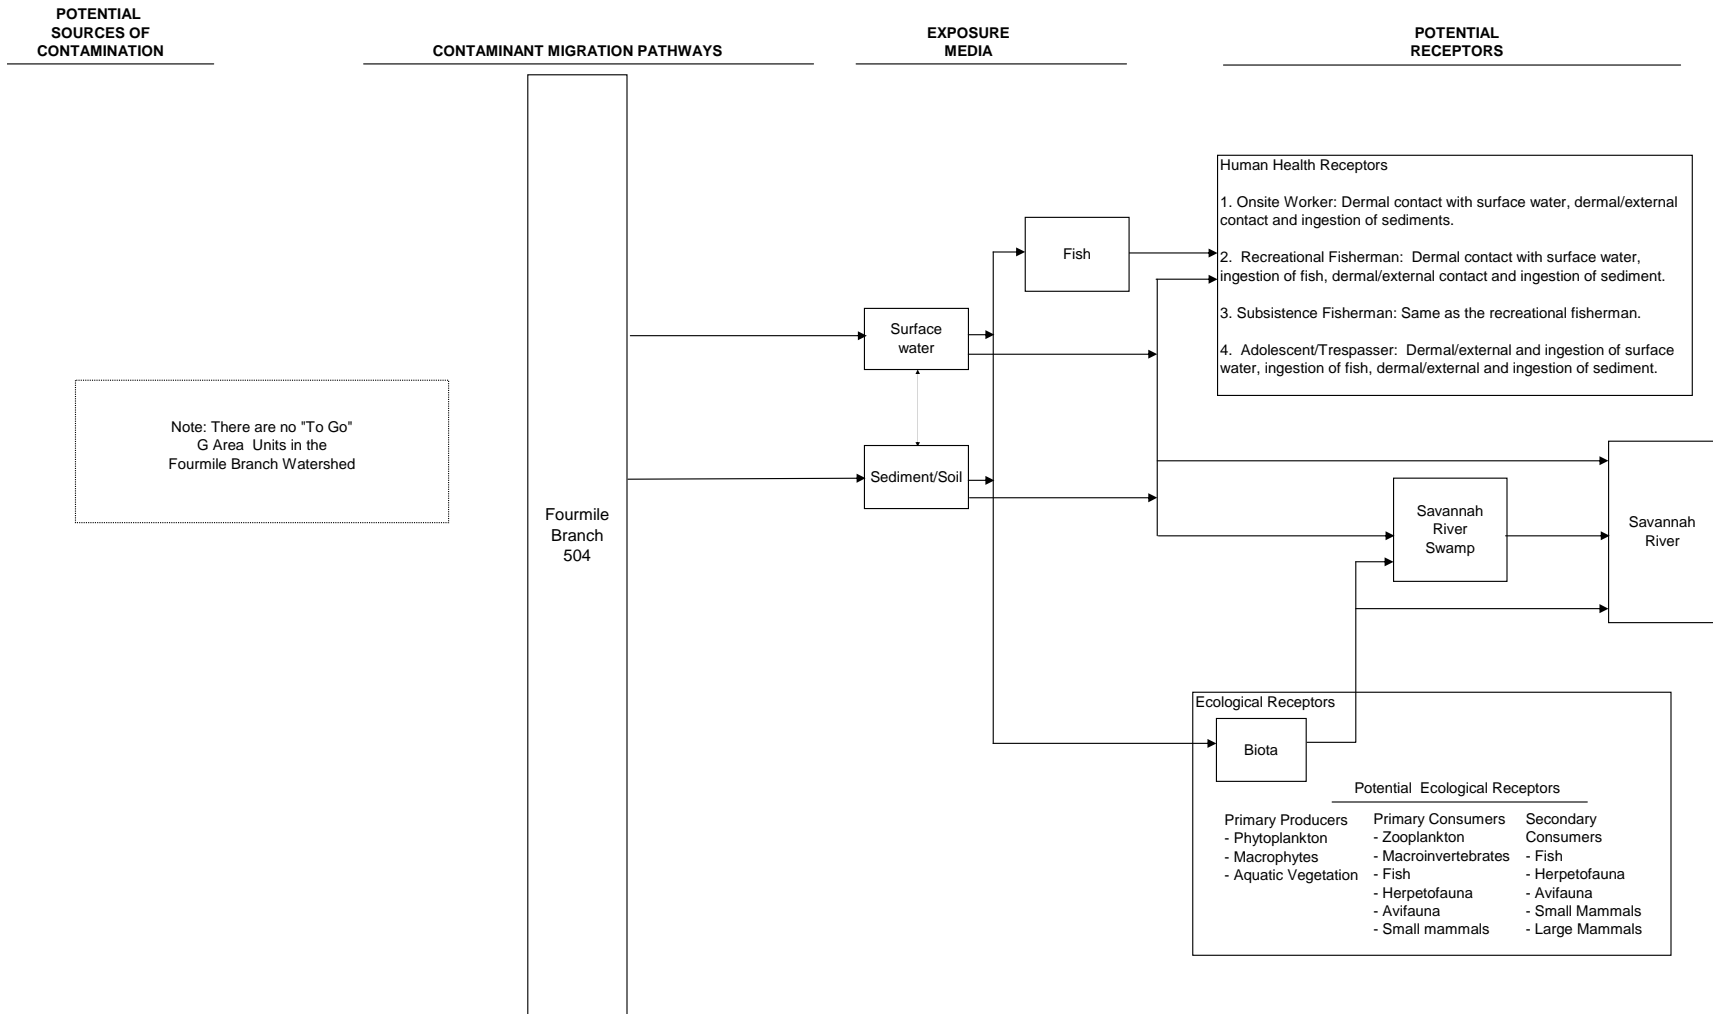 POTENTIAL
SOURCES OF
CONTAMINATION
CONTAMINANT MIGRATION PATHWAYS
EXPOSURE
MEDIA
POTENTIAL
RECEPTORS
Note: There are no "To Go"
G Area Units in the
Fourmile Branch Watershed
Fourmile
Branch
504
Surface
water
Sediment/Soil
Fish
Human Health Receptors
1. Onsite Worker: Dermal contact with surface water, dermal/external
contact and ingestion of sediments.
2. Recreational Fisherman: Dermal contact with surface water,
ingestion of fish, dermal/external contact and ingestion of sediment.
3. Subsistence Fisherman: Same as the recreational fisherman.
4. Adolescent/Trespasser: Dermal/external and ingestion of surface
water, ingestion of fish, dermal/external and ingestion of sediment.
Savannah
River
Swamp
Savannah
River
Ecological Receptors
Biota
Potential Ecological Receptors
Primary Producers
- Phytoplankton
- Macrophytes
- Aquatic Vegetation
Primary Consumers
- Zooplankton
- Macroinvertebrates
- Fish
- Herpetofauna
- Avifauna
- Small mammals
Secondary
Consumers
- Fish
- Herpetofauna
- Avifauna
- Small Mammals
- Large Mammals